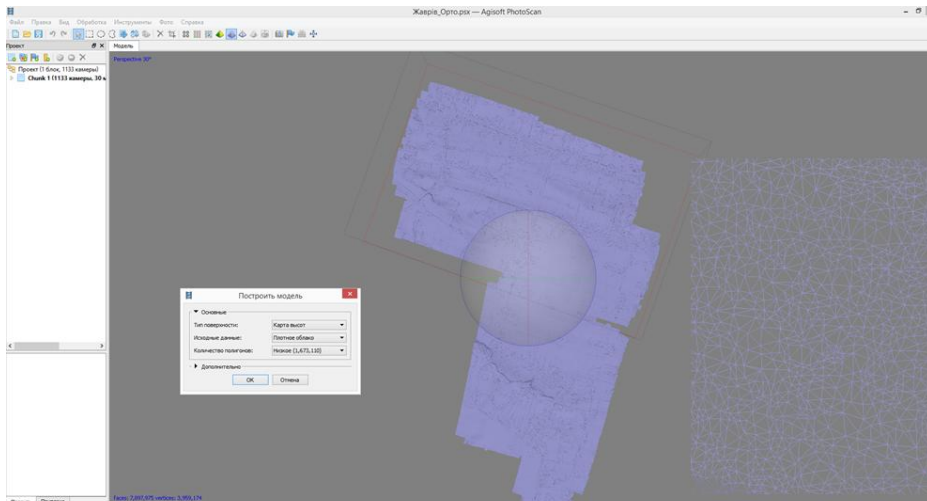 Жаврів_Орто.psx — Agisoft PhotoScan
Файл Правка Вид Обработка Инструменты Фото Справка
Проект
Модель
Perspective 30°
Проект (1 блок, 1133 камеры)
Chunk 1 (1133 камеры, 30
Построить модель
Основные
Тип поверхности: Карта высот
Исходные данные: Плотное облако
Количество полигонов: Низкое (1,673,110)
Дополнительно
OK Отмена